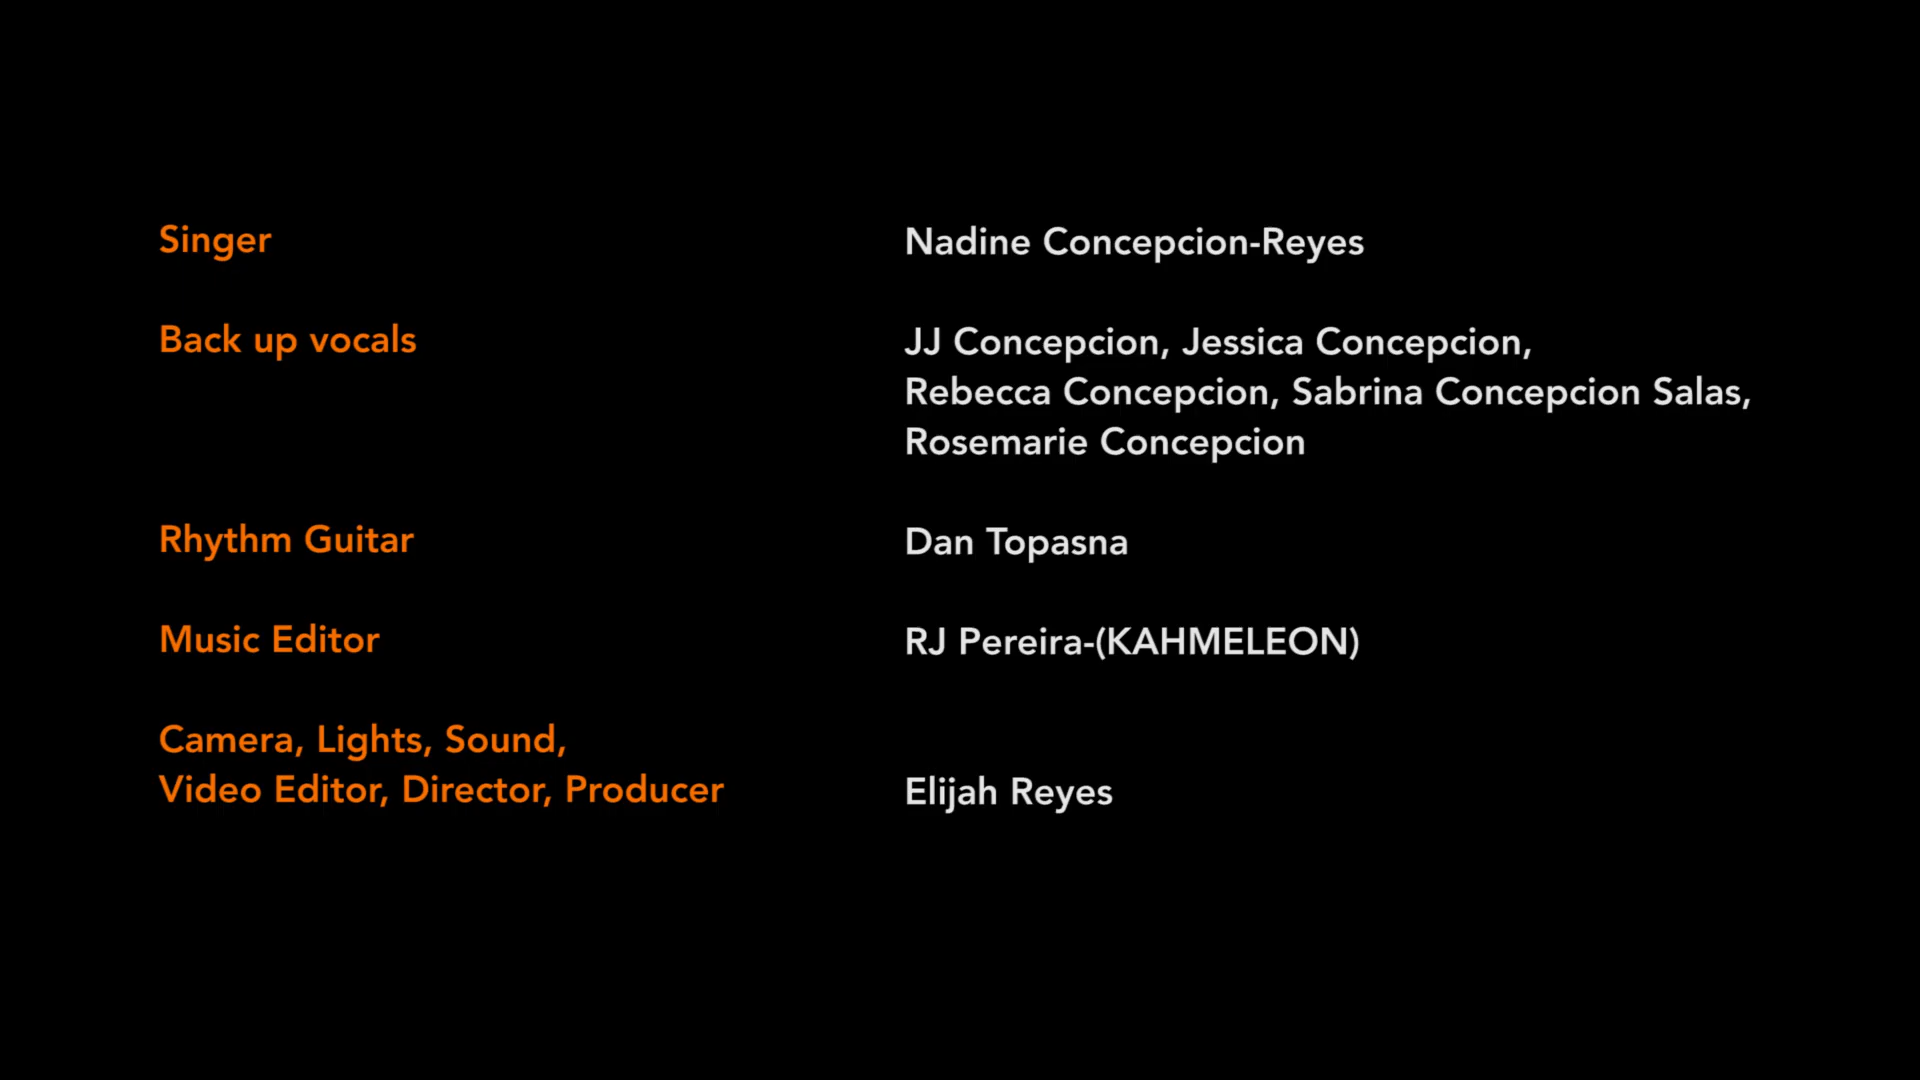 Singer
Nadine Concepcion-Reyes
Back up vocals
JJ Concepcion, Jessica Concepcion,
Rebecca Concepcion, Sabrina Concepcion Salas,
Rosemarie Concepcion
Rhythm Guitar
Dan Topasna
Music Editor
RJ Pereira-(KAHMELEON)
Camera, Lights, Sound,
Video Editor, Director, Producer
Elijah Reyes